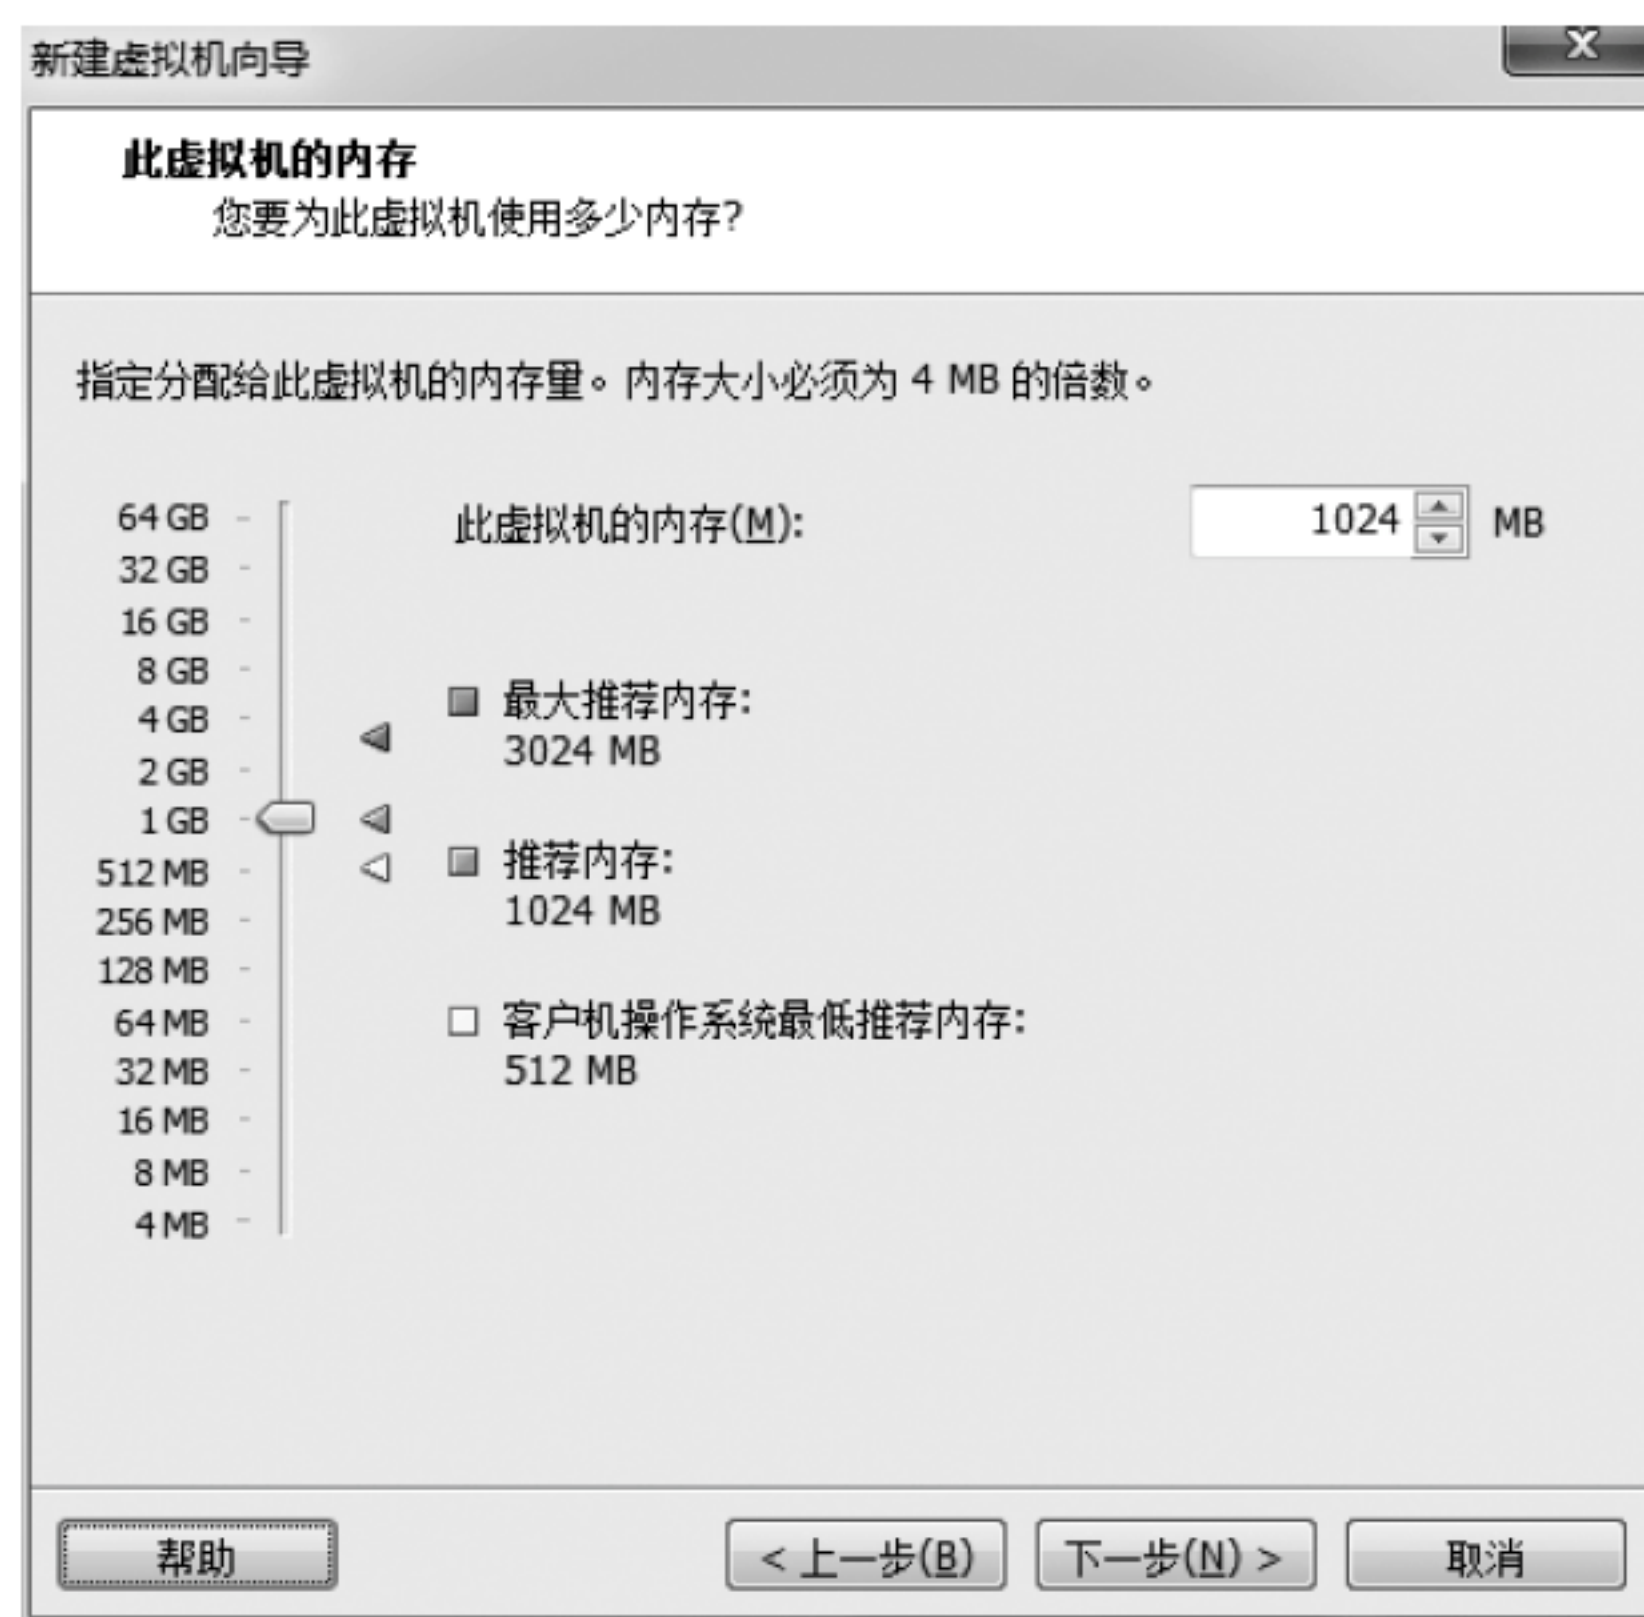 新建虚拟机向导
X
此虚拟机的内存
您要为此虚拟机使用多少内存?
指定分配给此虚拟机的内存量。内存大小必须为 4 MB 的倍数。
64 GB
32 GB
16 GB
8 GB
4 GB
2 GB
1 GB
512 MB
256 MB
128 MB
64 MB
32 MB
16 MB
8 MB
4 MB
此虚拟机的内存(M): 1024 MB
最大推荐内存:
3024 MB
推荐内存:
1024 MB
客户机操作系统最低推荐内存:
512 MB
帮助 < 上一步(B) 下一步(N) > 取消